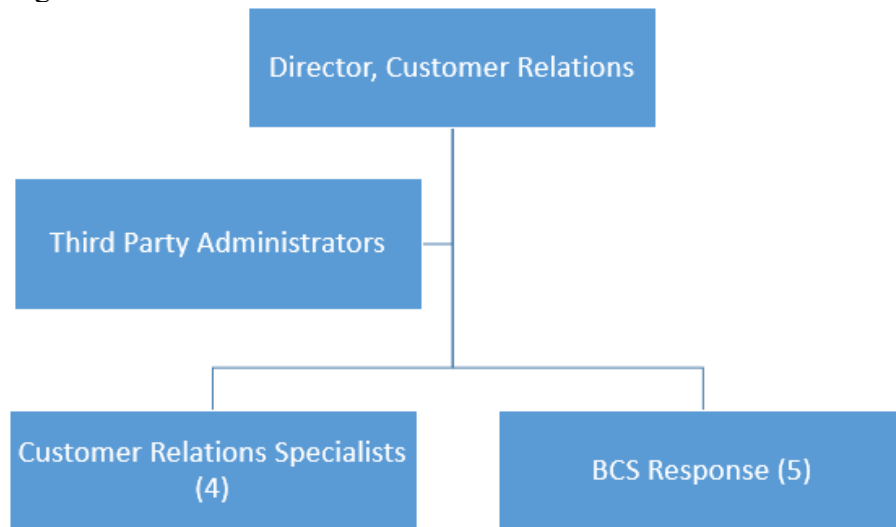 Director, Customer Relations
Third Party Administrators
Customer Relations Specialists
(4)
BCS Response (5)